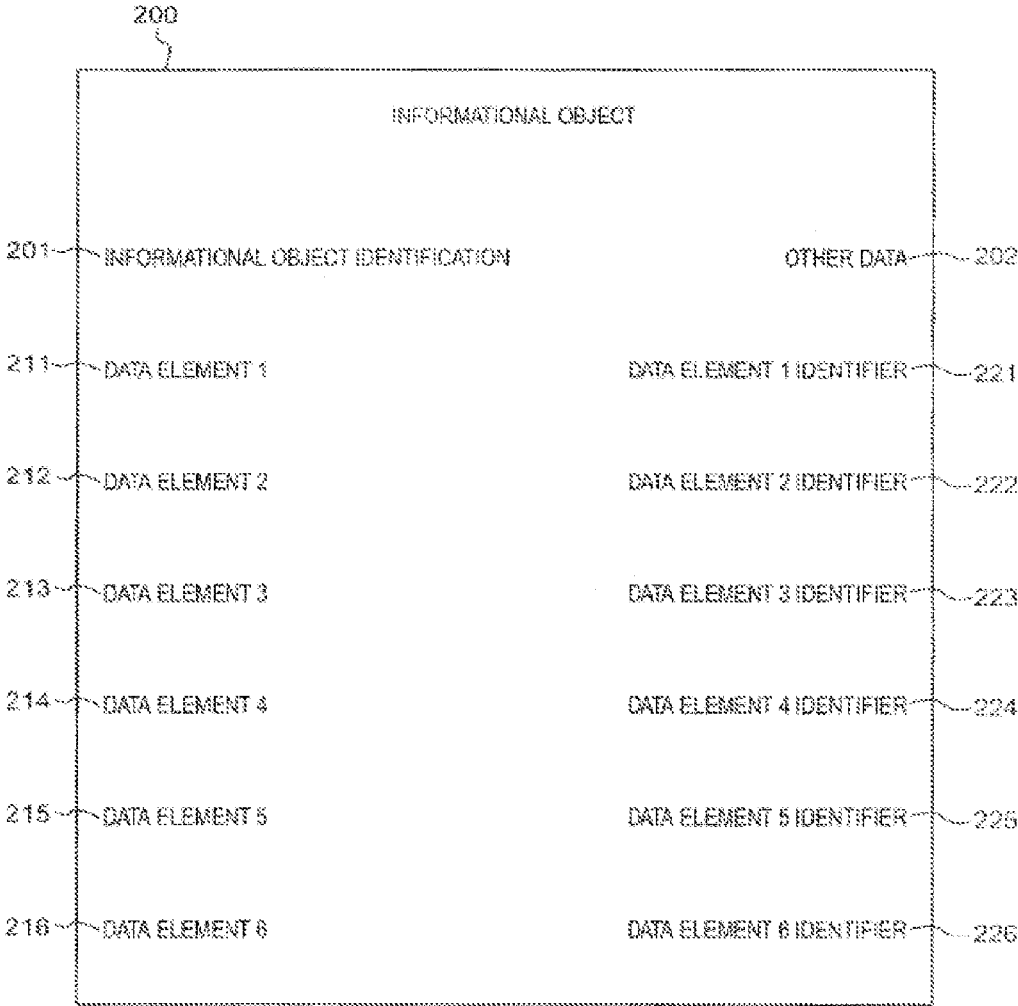 200
INFORMATIONAL OBJECT
201 INFORMATIONAL OBJECT IDENTIFICATION OTHER DATA 202
211 DATA ELEMENT 1 DATA ELEMENT 1 IDENTIFIER 221
212 DATA ELEMENT 2 DATA ELEMENT 2 IDENTIFIER 222
213 DATA ELEMENT 3 DATA ELEMENT 3 IDENTIFIER 223
214 DATA ELEMENT 4 DATA ELEMENT 4 IDENTIFIER 224
215 DATA ELEMENT 5 DATA ELEMENT 5 IDENTIFIER 225
216 DATA ELEMENT 6 DATA ELEMENT 6 IDENTIFIER 226